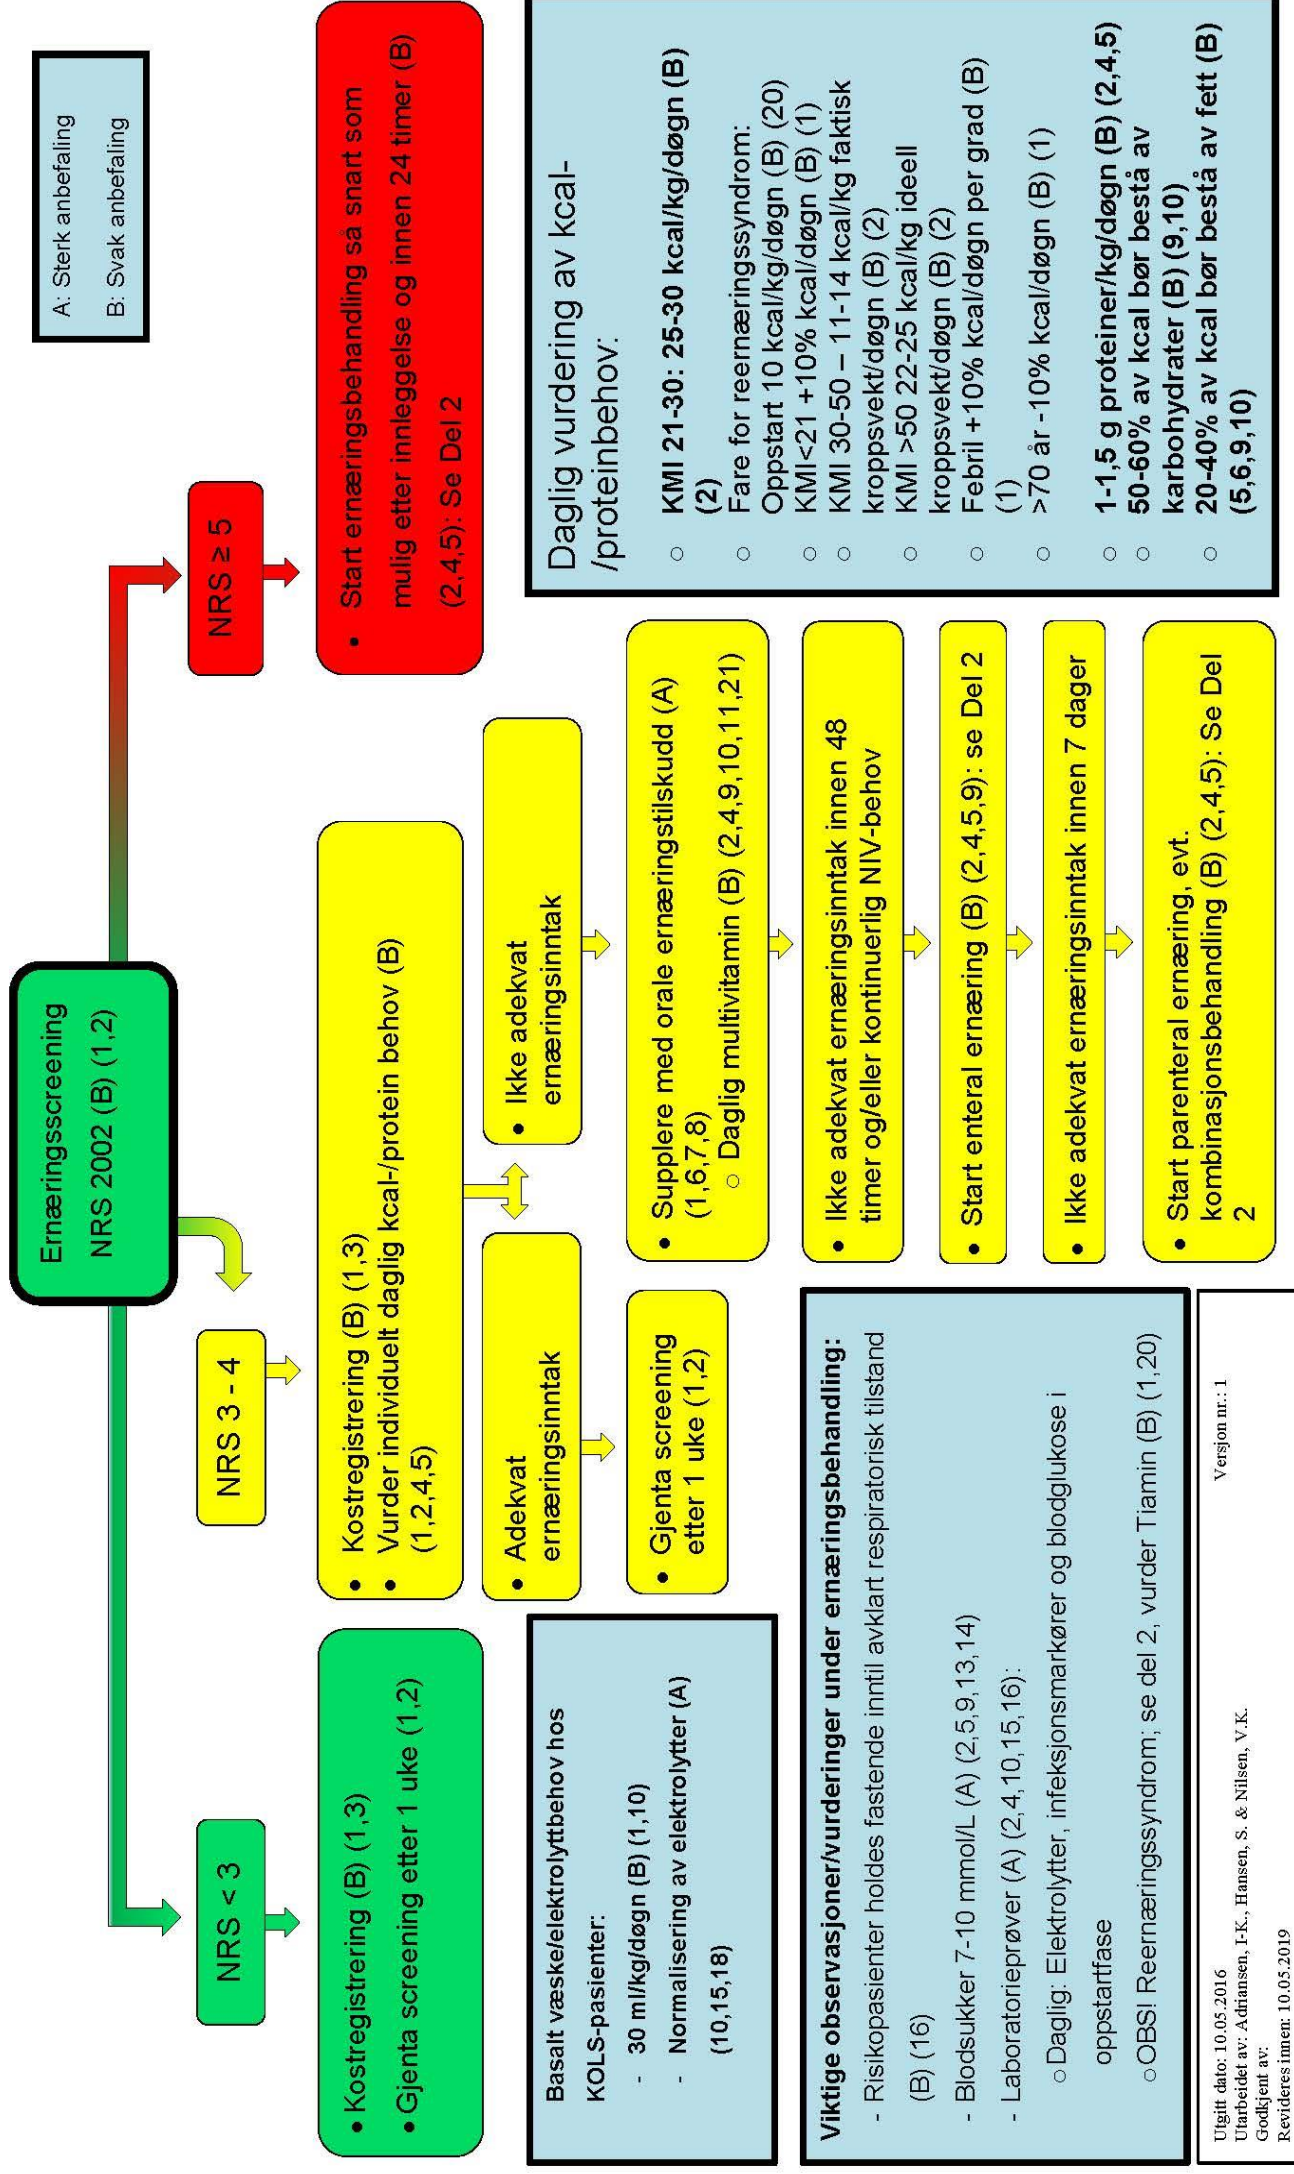 Ernæringsscreening
NRS 2002 (B) (1,2)
A: Sterk anbefaling
B: Svak anbefaling
NRS < 3
NRS 3 - 4
NRS ≥ 5
• Kostregistrering (B) (1,3)
• Gjenta screening etter 1 uke (1,2)
• Kostregistrering (B) (1,3)
• Vurder individuelt daglig kcal-/protein behov (B)
(1,2,4,5)
• Start ernæringsbehandling så snart som
mulig etter innleggelse og innen 24 timer (B)
(2,4,5): Se Del 2
• Adekvat
ernæringsinntak
• Gjenta screening
etter 1 uke (1,2)
• Ikke adekvat
ernæringsinntak
• Supplere med orale ernæringstilskudd (A)
(1,6,7,8)
○ Daglig multivitamin (B) (2,4,9,10,11,21)
• Ikke adekvat ernæringsinntak innen 48
timer og/eller kontinuerlig NIV-behov
• Start enteral ernæring (B) (2,4,5,9): se Del 2
• Ikke adekvat ernæringsinntak innen 7 dager
• Start parenteral ernæring, evt.
kombinasjonsbehandling (B) (2,4,5): Se Del
2
Basalt væske/elektrolyttbehov hos
KOLS-pasienter:
- 30 ml/kg/døgn (B) (1,10)
- Normalisering av elektrolytter (A)
(10,15,18)
Viktige observasjoner/vurderinger under ernæringsbehandling:
- Risikopasienter holdes fastende inntil avklart respiratorisk tilstand
(B) (16)
- Blodsukker 7-10 mmol/L (A) (2,5,9,13,14)
- Laboratorieprøver (A) (2,4,10,15,16):
○ Daglig: Elektrolytter, infeksjonsmarkører og blodglukose i
oppstartfase
○ OBS! Reernæringssyndrom; se del 2, vurder Tiamin (B) (1,20)
Daglig vurdering av kcal-
/proteinbehov:
○ KMI 21-30: 25-30 kcal/kg/døgn (B)
(2)
○ Fare for reernæringssyndrom:
Oppstart 10 kcal/kg/døgn (B) (20)
○ KMI<21 +10% kcal/døgn (B) (1)
○ KMI 30-50 – 11-14 kcal/kg faktisk
kroppsvekt/døgn (B) (2)
○ KMI >50 22-25 kcal/kg ideell
kroppsvekt/døgn (B) (2)
○ Febril +10% kcal/døgn per grad (B)
(1)
○ >70 år -10% kcal/døgn (B) (1)
○ 1-1,5 g proteiner/kg/døgn (B) (2,4,5)
○ 50-60% av kcal bør bestå av
karbohydrater (B) (9,10)
○ 20-40% av kcal bør bestå av fett (B)
(5,6,9,10)
Utgitt dato: 10.05.2016 Versjon nr.: 1
Utarbeidet av: Adriansen, I-K., Hansen, S. & Nilsen, V.K.
Godkjent av:
Revideres innen: 10.05.2019